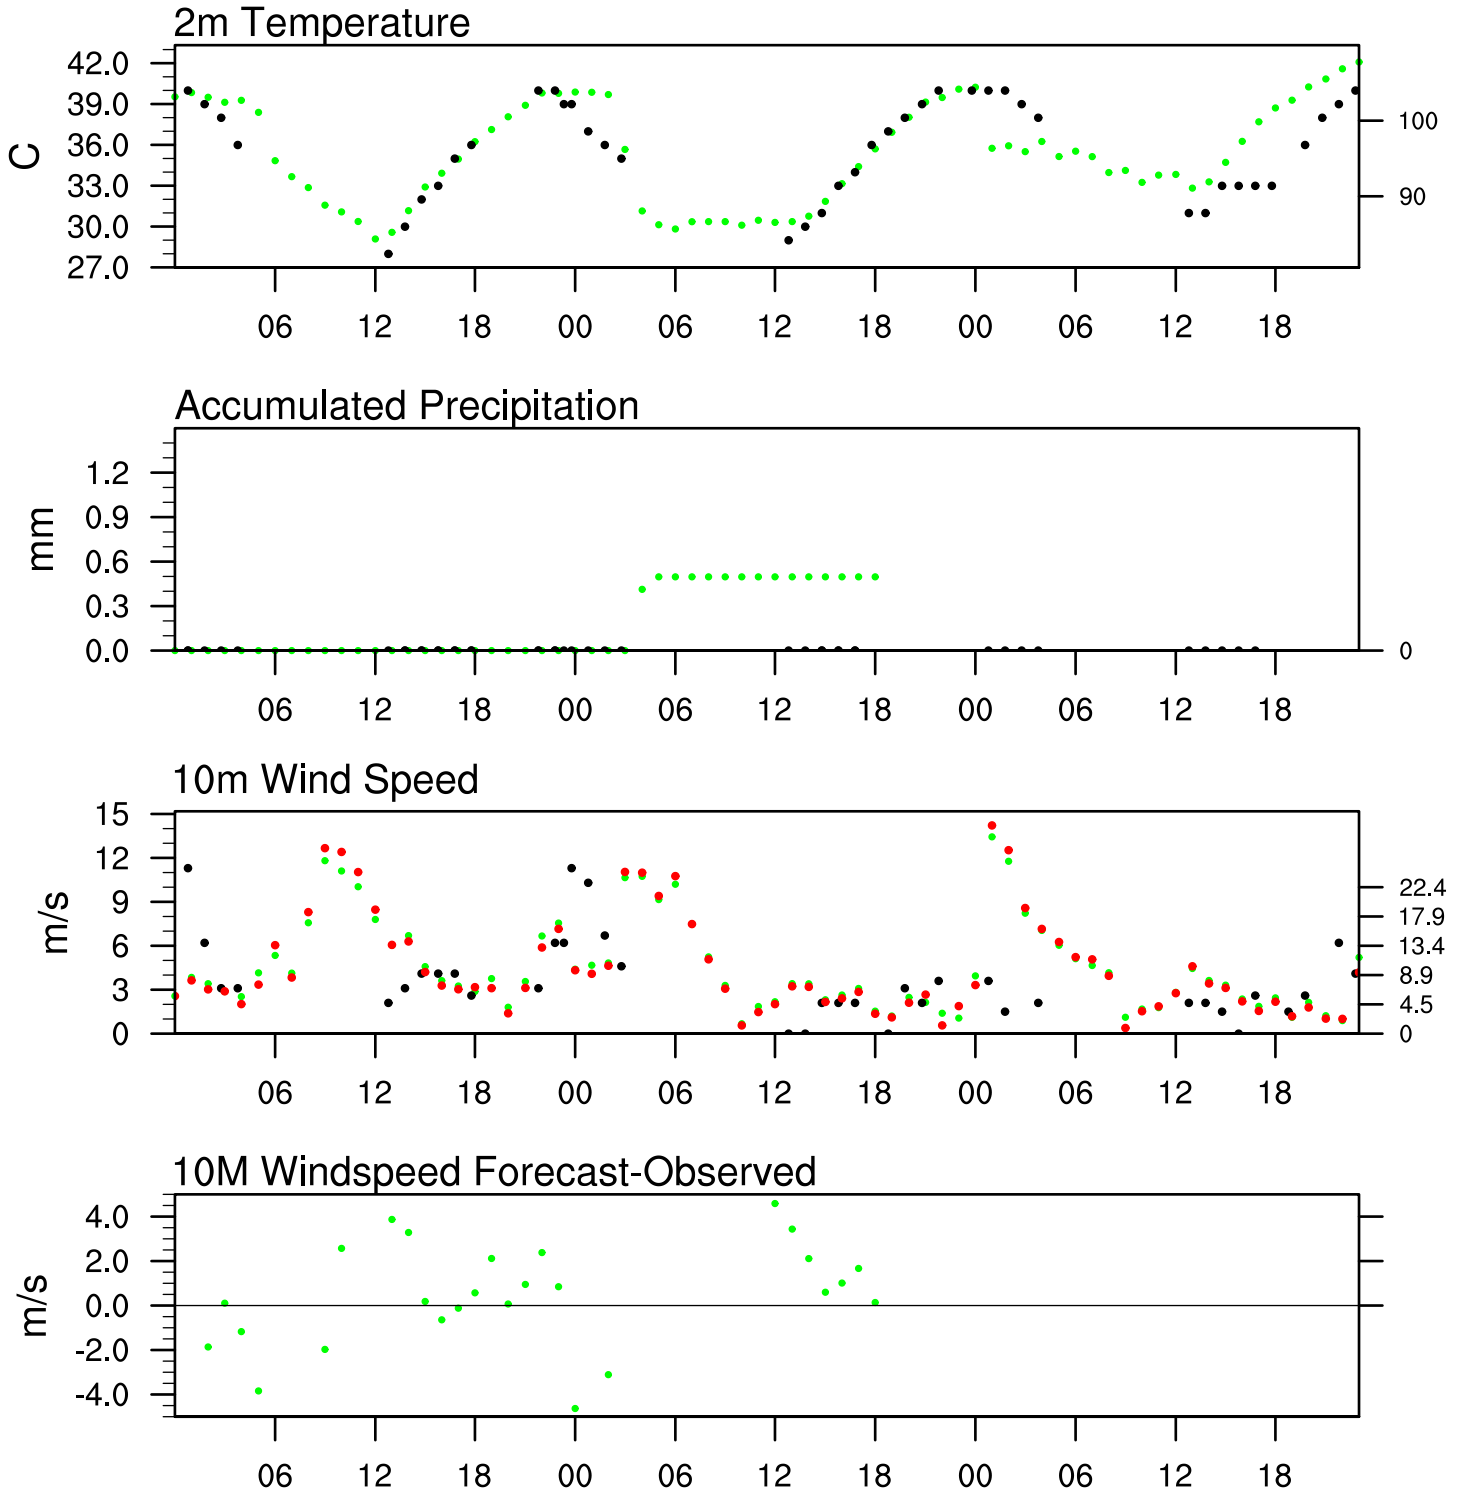 2m Temperature
42.0
39.0
36.0
33.0
30.0
27.0
C
100
90
06 12 18 00 06 12 18 00 06 12 18
Accumulated Precipitation
1.2
0.9
0.6
0.3
0.0
mm
0
06 12 18 00 06 12 18 00 06 12 18
10m Wind Speed
15
12
9
6
3
0
m/s
22.4
17.9
13.4
8.9
4.5
0
06 12 18 00 06 12 18 00 06 12 18
10M Windspeed Forecast-Observed
4.0
2.0
0.0
-2.0
-4.0
m/s
06 12 18 00 06 12 18 00 06 12 18